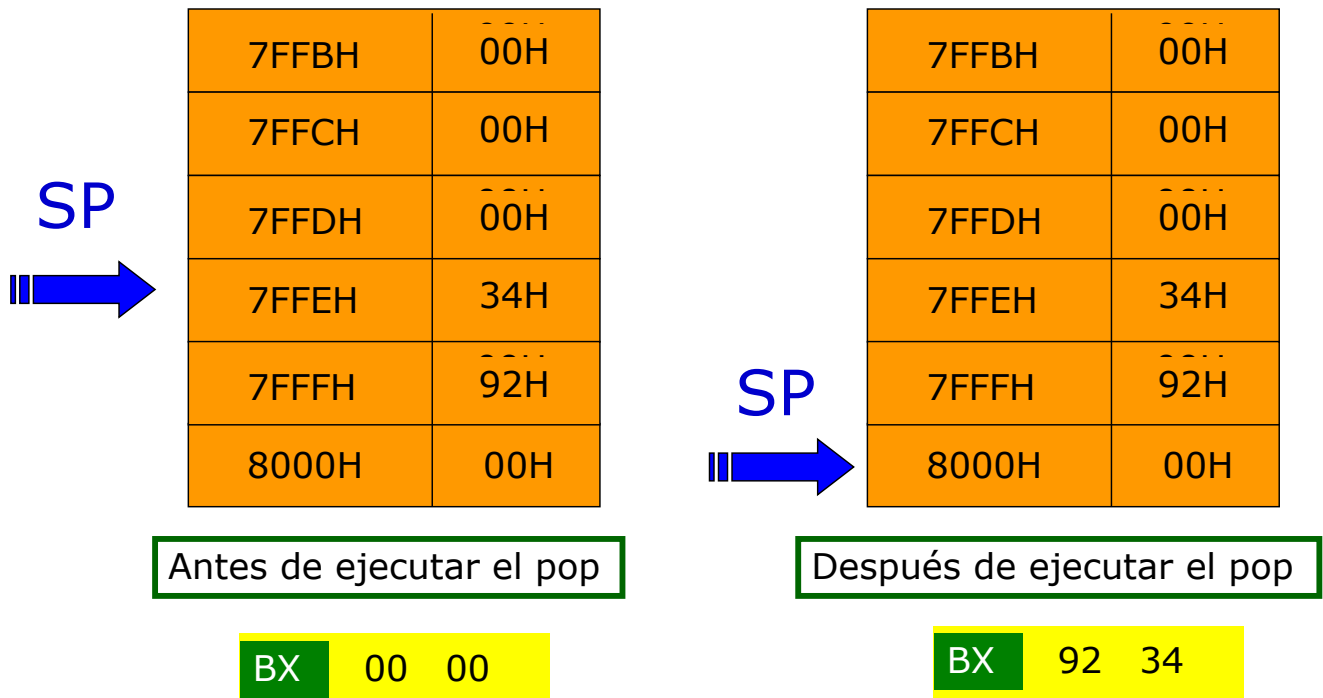 7FFBH 00H
7FFCH 00H
SP
7FFDH 00H
7FFEH 34H
7FFFH 92H
8000H 00H
Antes de ejecutar el pop
BX 00 00
7FFBH 00H
7FFCH 00H
7FFDH 00H
7FFEH 34H
SP
7FFFH 92H
8000H 00H
Después de ejecutar el pop
BX 92 34